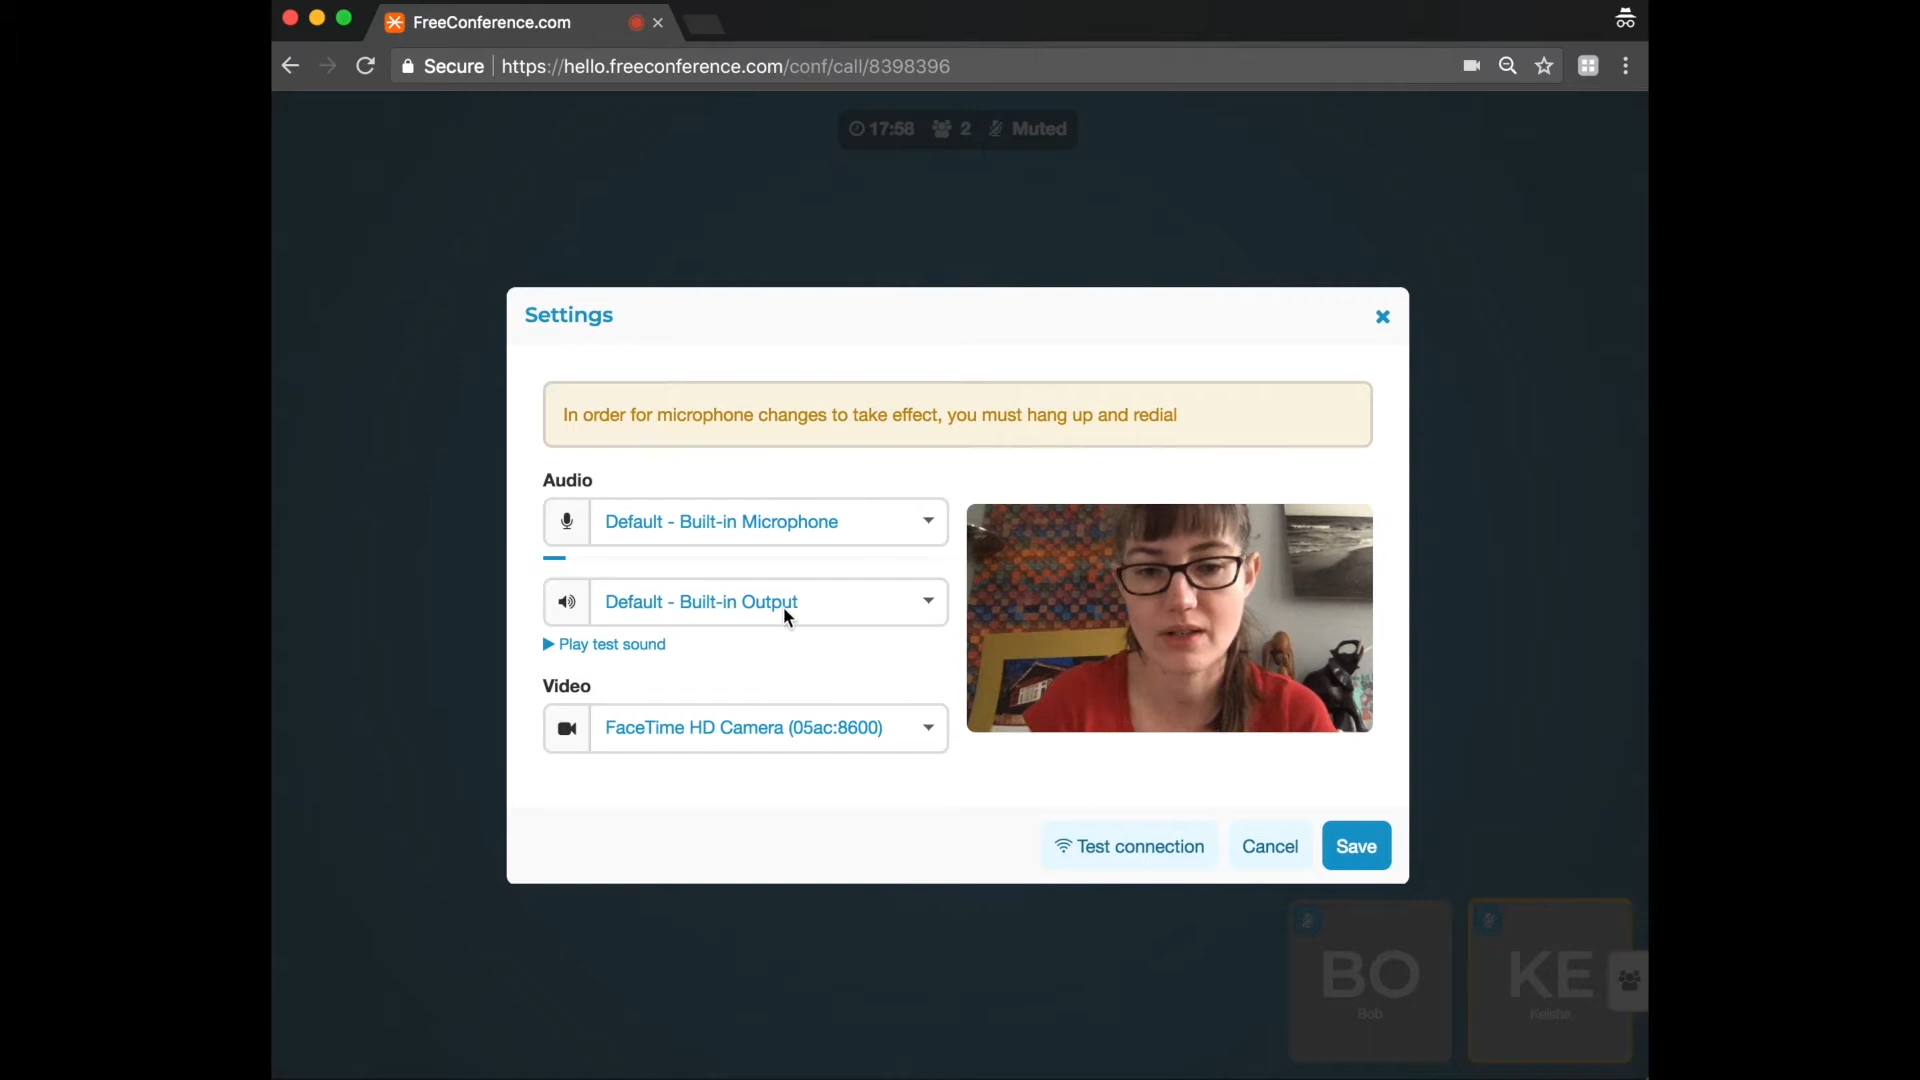 FreeConference.com
Secure https://hello.freeconference.com/conf/call/8398396
17:58 2 Muted
Settings
In order for microphone changes to take effect, you must hang up and redial
Audio
Default - Built-in Microphone
Default - Built-in Output
Play test sound
Video
FaceTime HD Camera (05ac:8600)
Test connection Cancel Save
BO KE
Bob Keisha